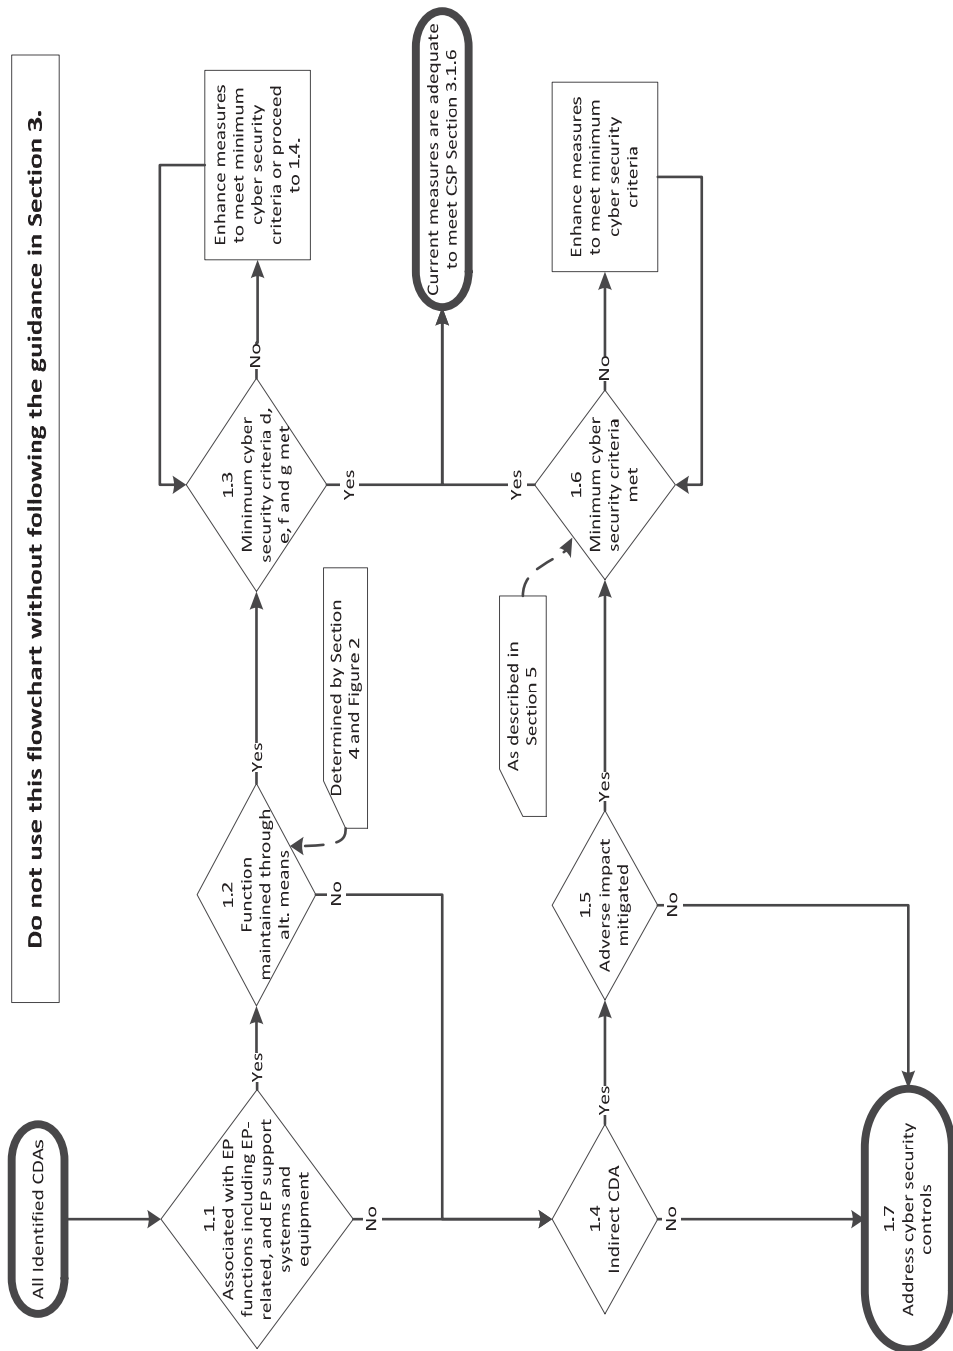 Do not use this flowchart without following the guidance in Section 3.
All Identified CDAs
1.1
Associated with EP
functions including EP-
related, and EP support
systems and
equipment
Yes
No
1.2
Function
maintained through
alt. means
Yes
No
Determined by Section
4 and Figure 2
1.3
Minimum cyber
security criteria d,
e, f and g met
No
Yes
Enhance measures
to meet minimum
cyber security
criteria or proceed
to 1.4.
Current measures are adequate
to meet CSP Section 3.1.6
1.4
Indirect CDA
Yes
No
1.5
Adverse impact
mitigated
Yes
No
As described in
Section 5
1.6
Minimum cyber
security criteria
met
Yes
No
Enhance measures
to meet minimum
cyber security
criteria
1.7
Address cyber security
controls